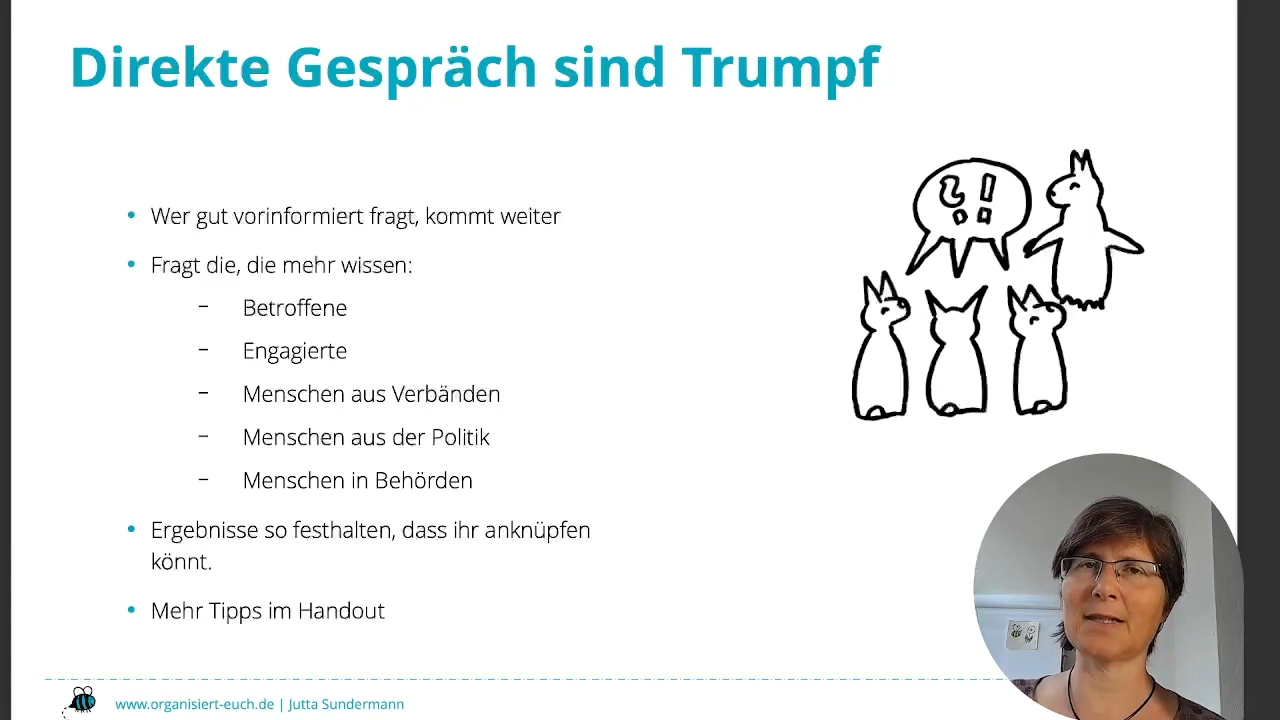 Direkte Gespräch sind Trumpf
Wer gut vorinformiert fragt, kommt weiter
Fragt die, die mehr wissen:
Betroffene
Engagierte
Menschen aus Verbänden
Menschen aus der Politik
Menschen in Behörden
Ergebnisse so festhalten, dass ihr anknüpfen
könnt.
Mehr Tipps im Handout
www.organisiert-euch.de | Jutta Sundermann